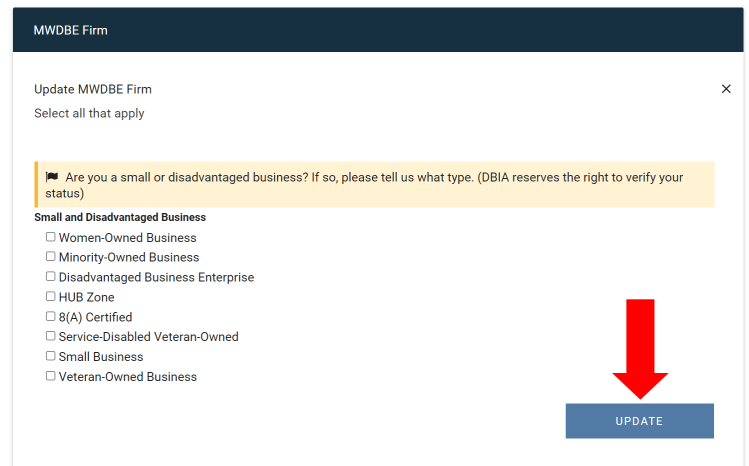 MWDBE Firm
Update MWDBE Firm
Select all that apply
Are you a small or disadvantaged business? If so, please tell us what type. (DBIA reserves the right to verify your
status)
Small and Disadvantaged Business
Women-Owned Business
Minority-Owned Business
Disadvantaged Business Enterprise
HUB Zone
8(A) Certified
Service-Disabled Veteran-Owned
Small Business
Veteran-Owned Business
UPDATE